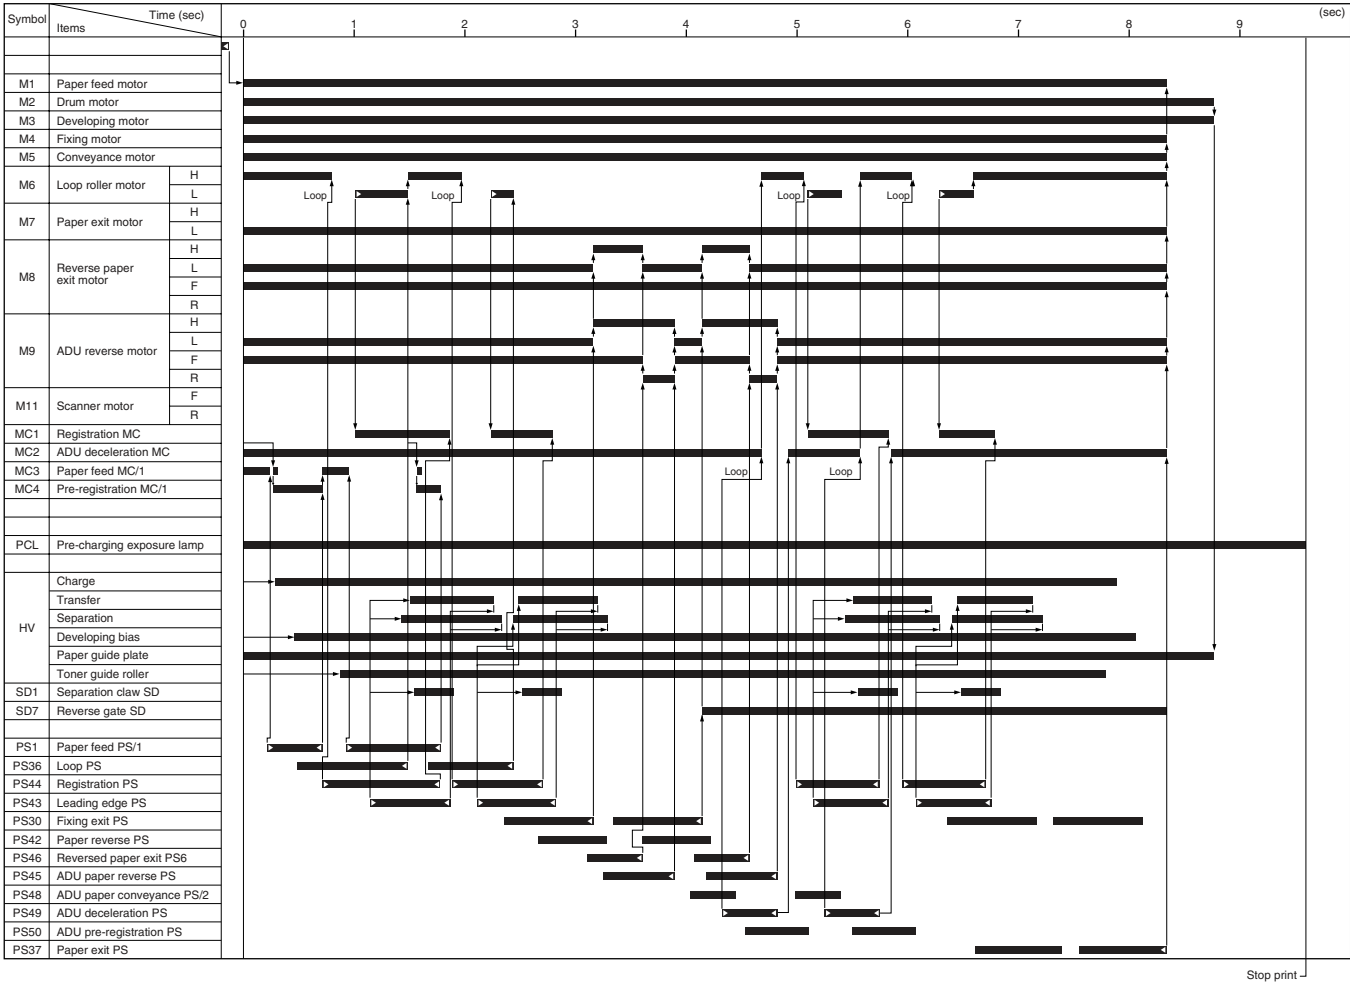 Symbol Time (sec) Items 0 1 2 3 4 5 6 7 8 9 (sec)
M1 Paper feed motor
M2 Drum motor
M3 Developing motor
M4 Fixing motor
M5 Conveyance motor
M6 Loop roller motor H
L Loop Loop Loop Loop
M7 Paper exit motor H
L
M8 Reverse paper exit motor H
L
F
R
M9 ADU reverse motor H
L
F
R
M11 Scanner motor F
R
MC1 Registration MC
MC2 ADU deceleration MC
MC3 Paper feed MC/1 Loop Loop
MC4 Pre-registration MC/1
PCL Pre-charging exposure lamp
HV Charge
Transfer
Separation
Developing bias
Paper guide plate
Toner guide roller
SD1 Separation claw SD
SD7 Reverse gate SD
PS1 Paper feed PS/1
PS36 Loop PS
PS44 Registration PS
PS43 Leading edge PS
PS30 Fixing exit PS
PS42 Paper reverse PS
PS46 Reversed paper exit PS6
PS45 ADU paper reverse PS
PS48 ADU paper conveyance PS/2
PS49 ADU deceleration PS
PS50 ADU pre-registration PS
PS37 Paper exit PS
Stop print